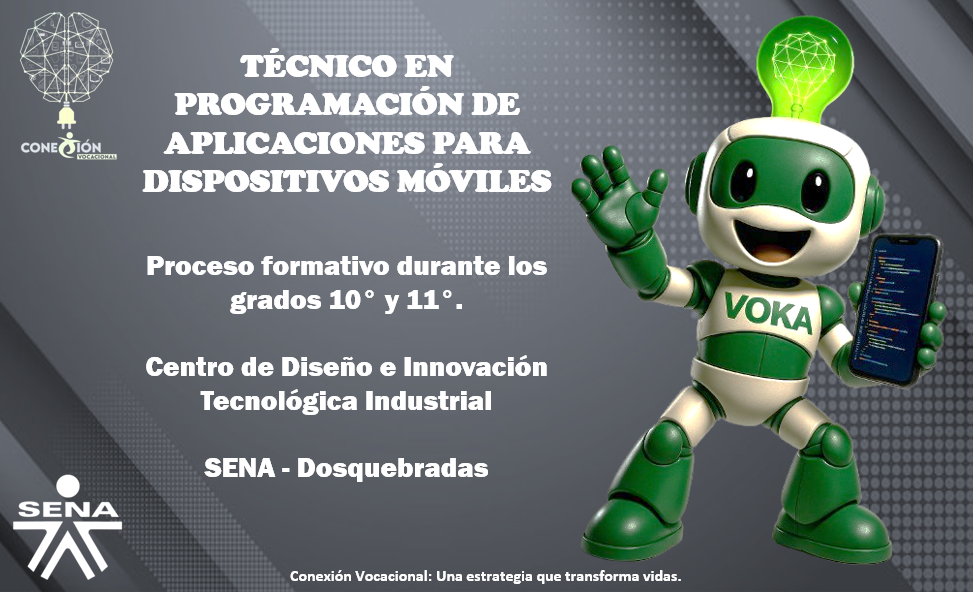 CONEXIÓN
VOCACIONAL
TÉCNICO EN
PROGRAMACIÓN DE
APLICACIONES PARA
DISPOSITIVOS MÓVILES
Proceso formativo durante los
grados 10° y 11°.
Centro de Diseño e Innovación
Tecnológica Industrial
SENA - Dosquebradas
VOKA
SENA
Conexión Vocacional: Una estrategia que transforma vidas.